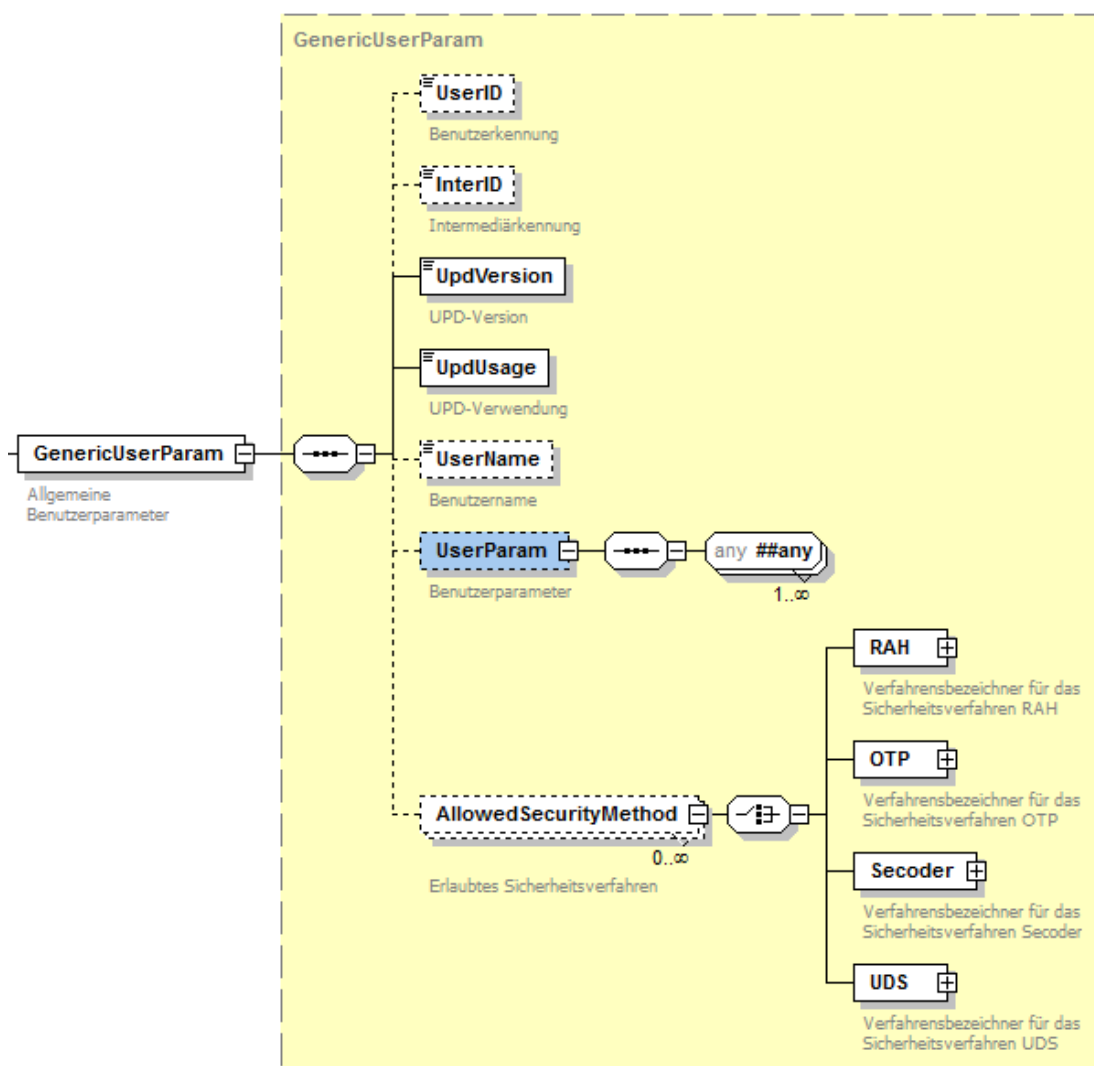 GenericUserParam
UserID
Benutzerkennung
InterID
Intermediärkennung
UpdVersion
UPD-Version
UpdUsage
UPD-Verwendung
GenericUserParam
Allgemeine
Benutzerparameter
UserName
Benutzername
UserParam
any ##any
Benutzerparameter
1..∞
RAH
Verfahrensbezeichner für das
Sicherheitsverfahren RAH
OTP
Verfahrensbezeichner für das
Sicherheitsverfahren OTP
AllowedSecurityMethod
0..∞
Erlaubtes Sicherheitsverfahren
Secoder
Verfahrensbezeichner für das
Sicherheitsverfahren Secoder
UDS
Verfahrensbezeichner für das
Sicherheitsverfahren UDS